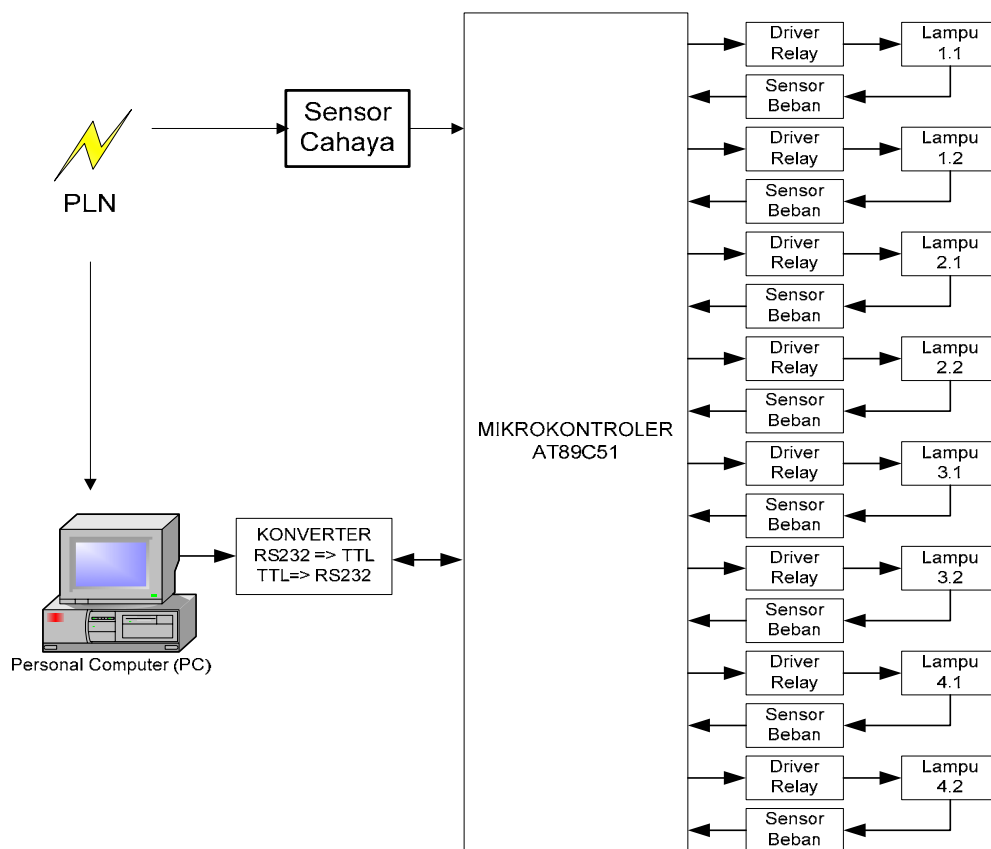 Driver
Relay
Lampu
1.1
Sensor
Beban
Sensor
Cahaya
Driver
Relay
Lampu
1.2
Sensor
Beban
PLN
Driver
Relay
Lampu
2.1
Sensor
Beban
Driver
Relay
Lampu
2.2
Sensor
Beban
MIKROKONTROLER
AT89C51
Driver
Relay
Lampu
3.1
Sensor
Beban
KONVERTER
RS232 => TTL
TTL=> RS232
Driver
Relay
Lampu
3.2
Sensor
Beban
Personal Computer (PC)
Driver
Relay
Lampu
4.1
Sensor
Beban
Driver
Relay
Lampu
4.2
Sensor
Beban